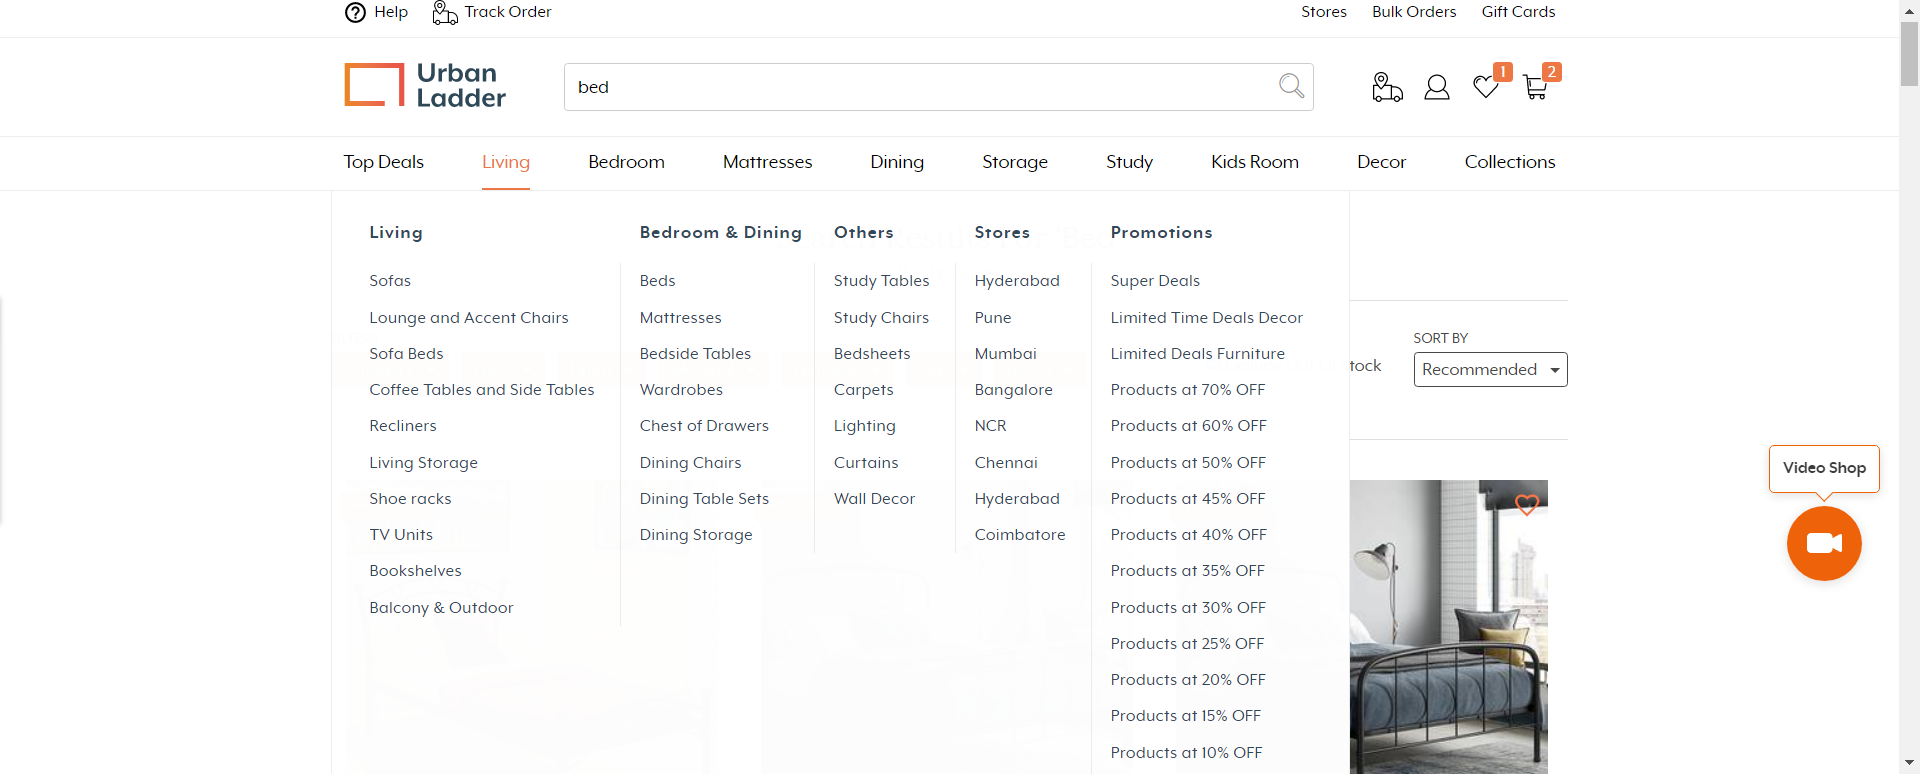 Help Track Order Stores Bulk Orders Gift Cards
Urban
Ladder
bed
1
2
Top Deals Living Bedroom Mattresses Dining Storage Study Kids Room Decor Collections
Living
Sofas
Lounge and Accent Chairs
Sofa Beds
Coffee Tables and Side Tables
Recliners
Living Storage
Shoe racks
TV Units
Bookshelves
Balcony & Outdoor
Bedroom & Dining
Beds
Mattresses
Bedside Tables
Wardrobes
Chest of Drawers
Dining Chairs
Dining Table Sets
Dining Storage
Others
Study Tables
Study Chairs
Bedsheets
Carpets
Lighting
Curtains
Wall Decor
Stores
Hyderabad
Pune
Mumbai
Bangalore
NCR
Chennai
Hyderabad
Coimbatore
Promotions
Super Deals
Limited Time Deals Decor
Limited Deals Furniture
Products at 70% OFF
Products at 60% OFF
Products at 50% OFF
Products at 45% OFF
Products at 40% OFF
Products at 35% OFF
Products at 30% OFF
Products at 25% OFF
Products at 20% OFF
Products at 15% OFF
Products at 10% OFF
tock
SORT BY
Recommended
Video Shop